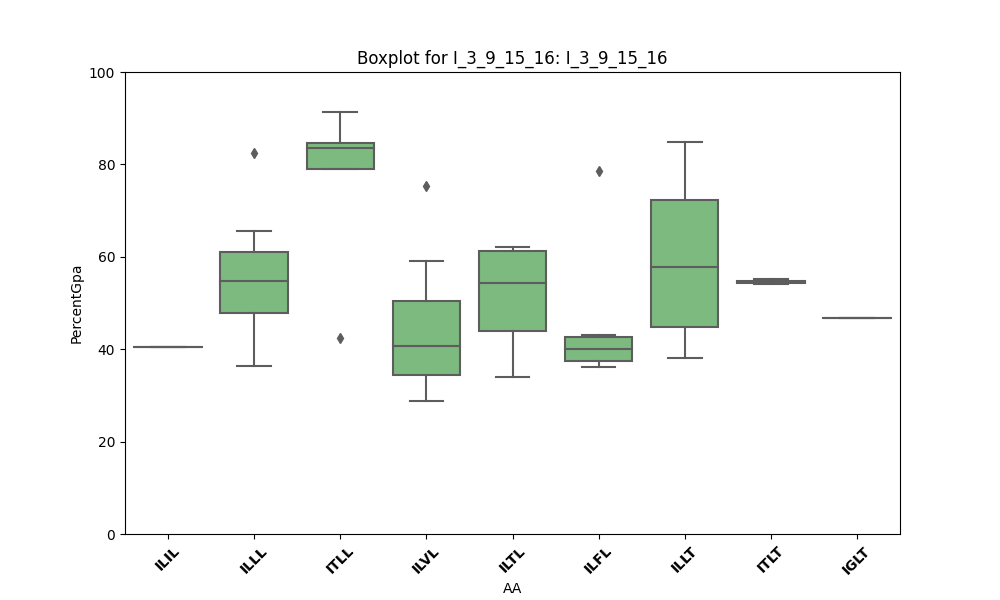 Boxplot for I_3_9_15_16: I_3_9_15_16
100
80
60
40
20
0
PercentGpa
ILIL
ILLL
ITLL
ILVL
ILTL
ILFL
ILLT
ITLT
IGLT
AA